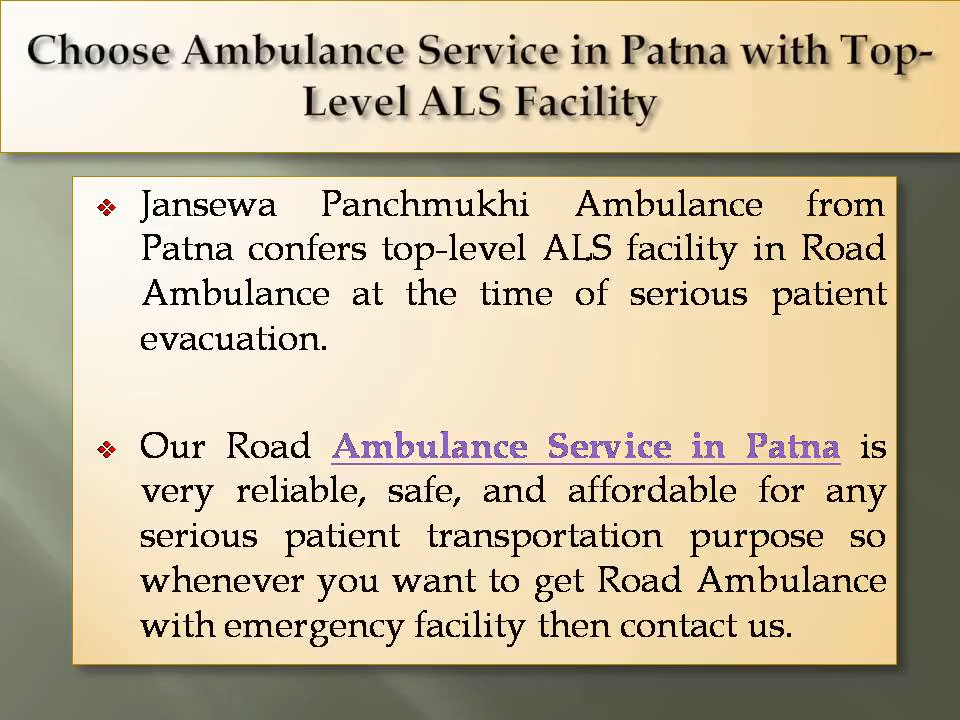 Choose Ambulance Service in Patna with Top-
Level ALS Facility
Jansewa Panchmukhi Ambulance from
Patna confers top-level ALS facility in Road
Ambulance at the time of serious patient
evacuation.
Our Road Ambulance Service in Patna is
very reliable, safe, and affordable for any
serious patient transportation purpose so
whenever you want to get Road Ambulance
with emergency facility then contact us.